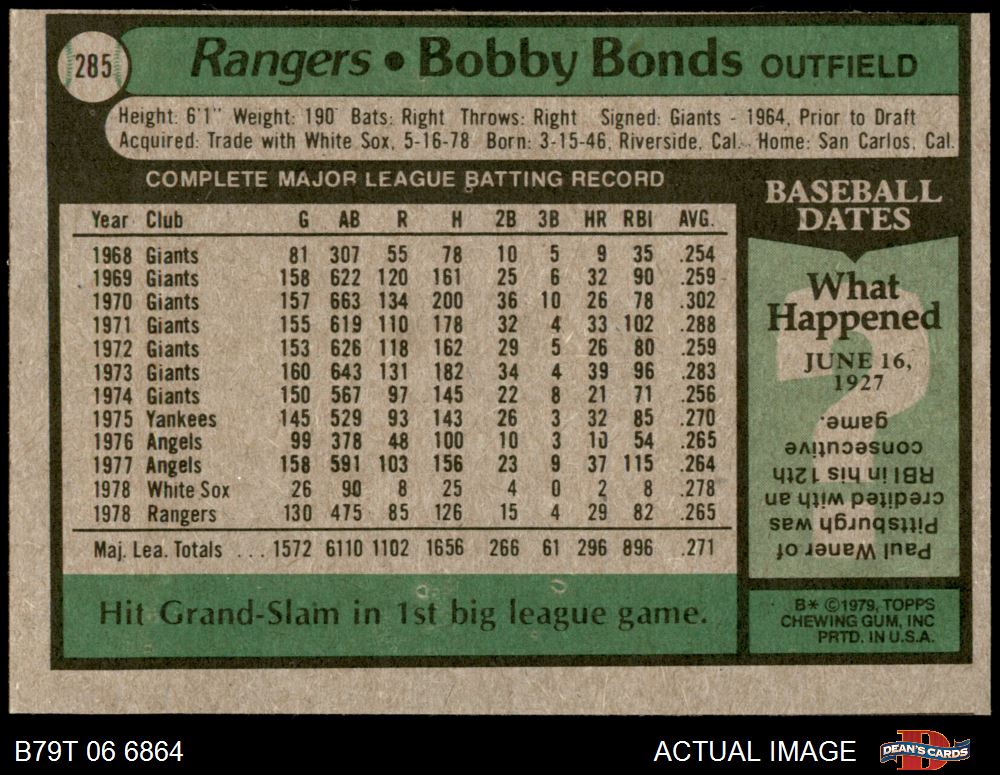 285
Rangers • Bobby Bonds OUTFIELD
Height: 6'1" Weight: 190 Bats: Right Throws: Right Signed: Giants - 1964, Prior to Draft
Acquired: Trade with White Sox, 5-16-78 Born: 3-15-46, Riverside, Cal. Home: San Carlos, Cal.
COMPLETE MAJOR LEAGUE BATTING RECORD
Year Club G AB R H 2B 3B HR RBI AVG.
1968 Giants 81 307 55 78 10 5 9 35 .254
1969 Giants 158 622 120 161 25 6 32 90 .259
1970 Giants 157 663 134 200 36 10 26 78 .302
1971 Giants 155 619 110 178 32 4 33 102 .288
1972 Giants 153 626 118 162 29 5 26 80 .259
1973 Giants 160 643 131 182 34 4 39 96 .283
1974 Giants 150 567 97 145 22 8 21 71 .256
1975 Yankees 145 529 93 143 26 3 32 85 .270
1976 Angels 99 378 48 100 10 3 10 54 .265
1977 Angels 158 591 103 156 23 9 37 115 .264
1978 White Sox 26 90 8 25 4 0 2 8 .278
1978 Rangers 130 475 85 126 15 4 29 82 .265
Maj. Lea. Totals ... 1572 6110 1102 1656 266 61 296 896 .271
Hit Grand-Slam in 1st big league game.
BASEBALL
DATES
What
Happened
JUNE 16,
1927
Paul Waner of
Pittsburgh was
credited with an
RBI in his 12th
consecutive
game.
B* ©1979, TOPPS
CHEWING GUM, INC
PRTD. IN U.S.A.
B79T 06 6864
ACTUAL IMAGE
DEAN'S CARDS